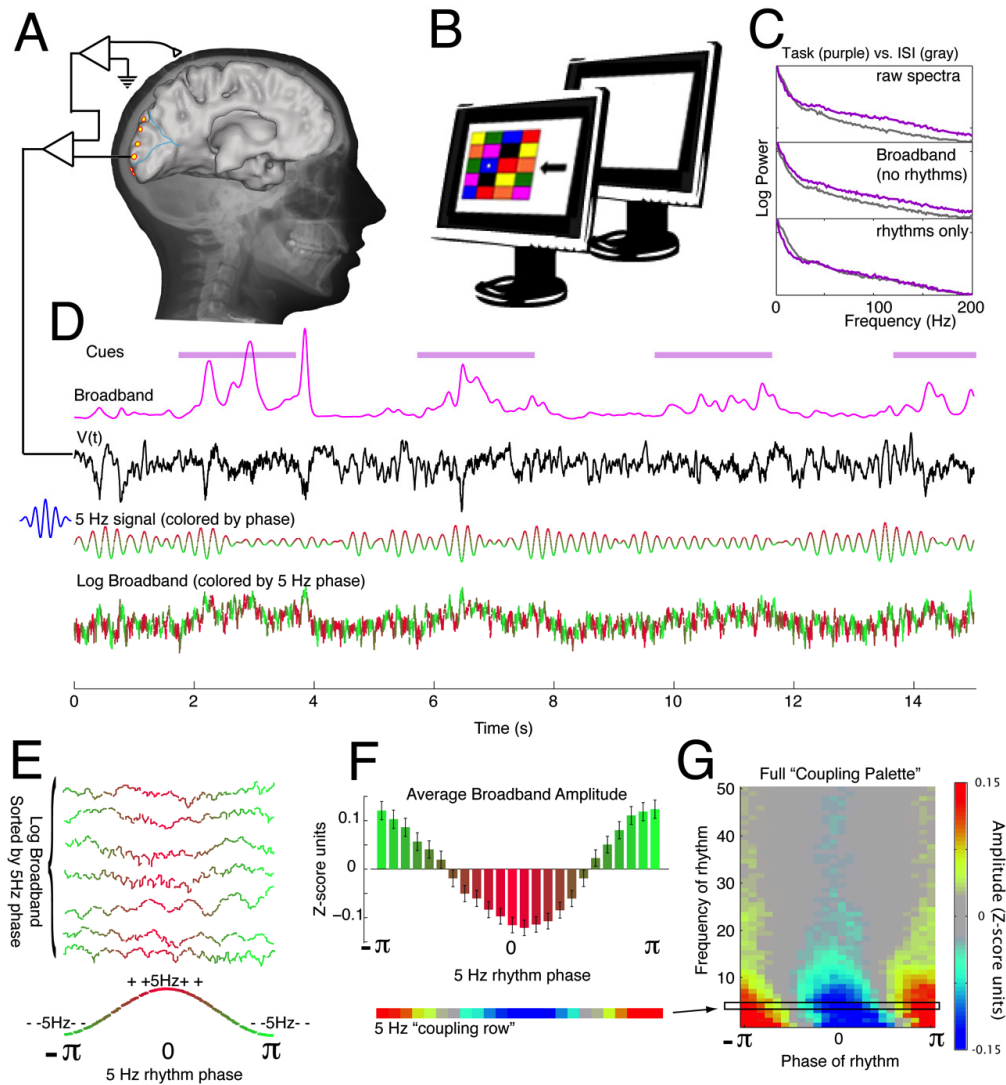 A
B
C
Task (purple) vs. ISI (gray)
raw spectra
Broadband
(no rhythms)
rhythms only
Log Power
0
100
200
Frequency (Hz)
D
Cues
Broadband
V(t)
5 Hz signal (colored by phase)
Log Broadband (colored by 5 Hz phase)
0
2
4
6
8
10
12
14
Time (s)
E
Log Broadband
Sorted by 5Hz phase
+ +5Hz+ +
- -5Hz- -
- -5Hz- -
-π
0
π
5 Hz rhythm phase
F
Average Broadband Amplitude
Z-score units
0.1
0
−0.1
-π
0
π
5 Hz rhythm phase
5 Hz “coupling row”
G
Full “Coupling Palette”
Frequency of rhythm
50
40
30
20
10
-π
0
π
Phase of rhythm
0.15
0
-0.15
Amplitude (Z-score units)